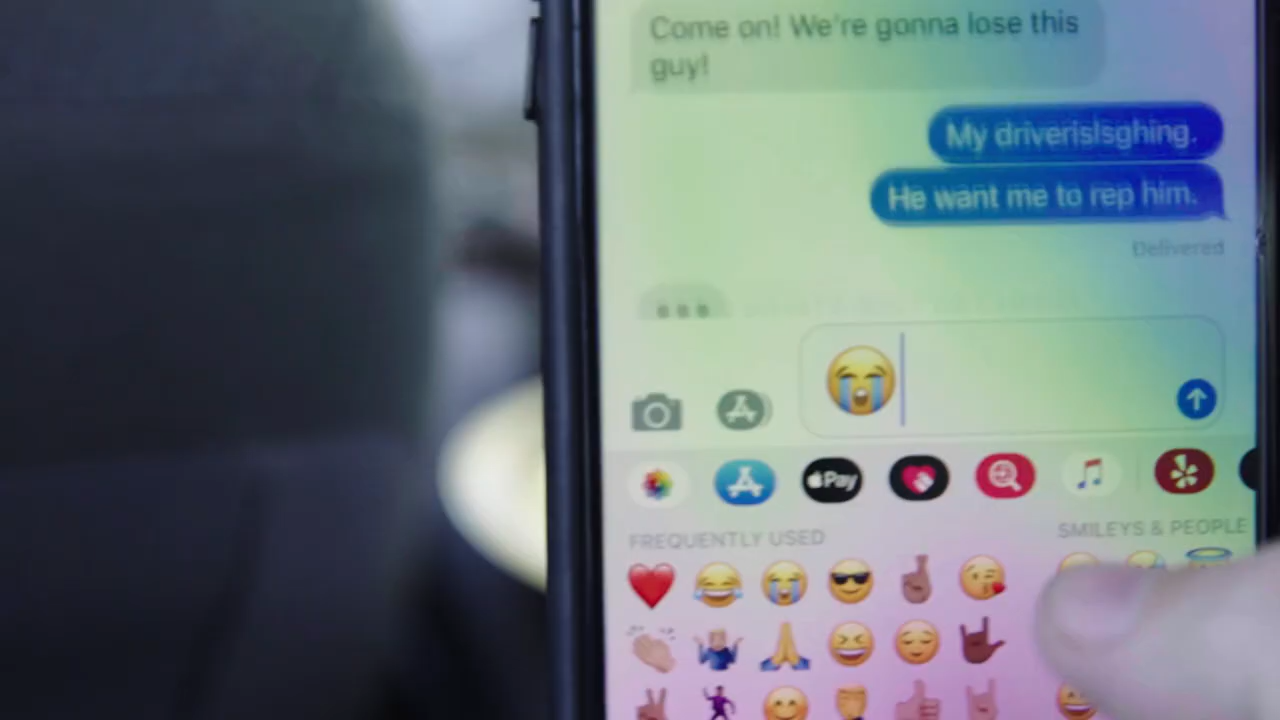 Come on! We're gonna lose this
guy!
My driverislsghing.
He want me to rep him.
Delivered
Pay
FREQUENTLY USED
SMILEYS & PEOPLE